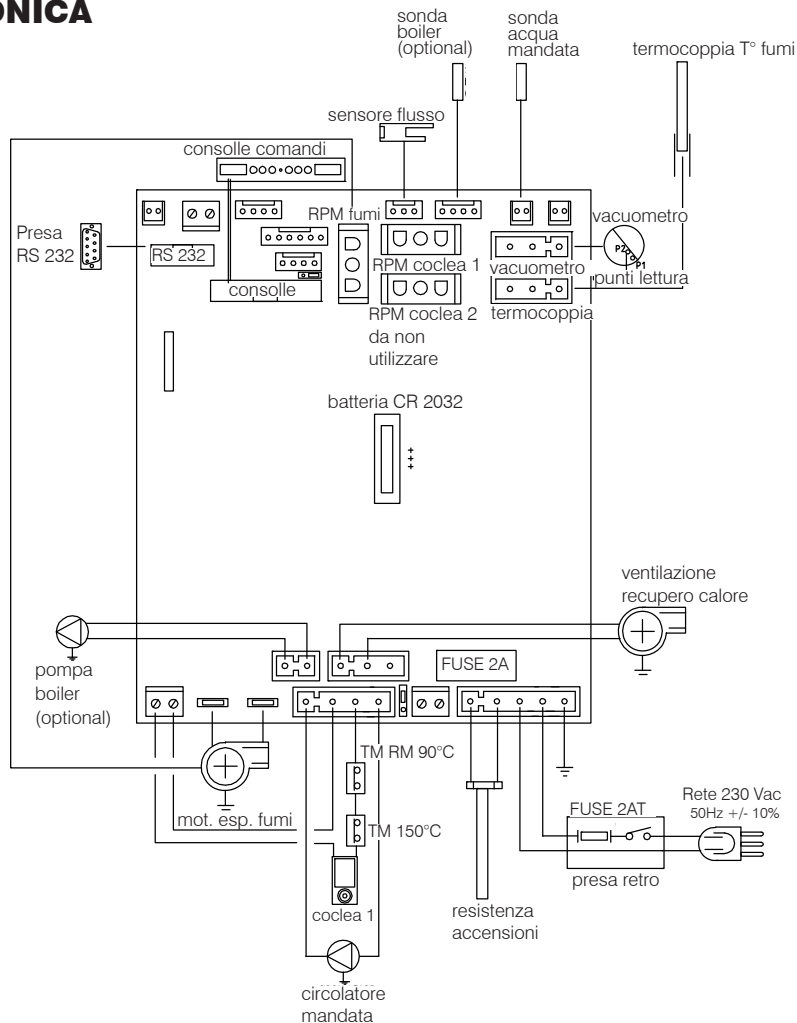 ONICA
sonda
boiler
(optional)
sonda
acqua
mandata
termocoppia T° fumi
sensore flusso
consolle comandi
Presa
RS 232
RS 232
RPM fumi
consolle
RPM coclea 1
RPM coclea 2
da non
utilizzare
vacuometro
vacuometro
P2
P1
punti lettura
termocoppia
batteria CR 2032
+++
ventilazione
recupero calore
pompa
boiler
(optional)
FUSE 2A
TM RM 90°C
mot. esp. fumi
TM 150°C
coclea 1
circolatore
mandata
resistenza
accensioni
FUSE 2AT
presa retro
Rete 230 Vac
50Hz +/- 10%